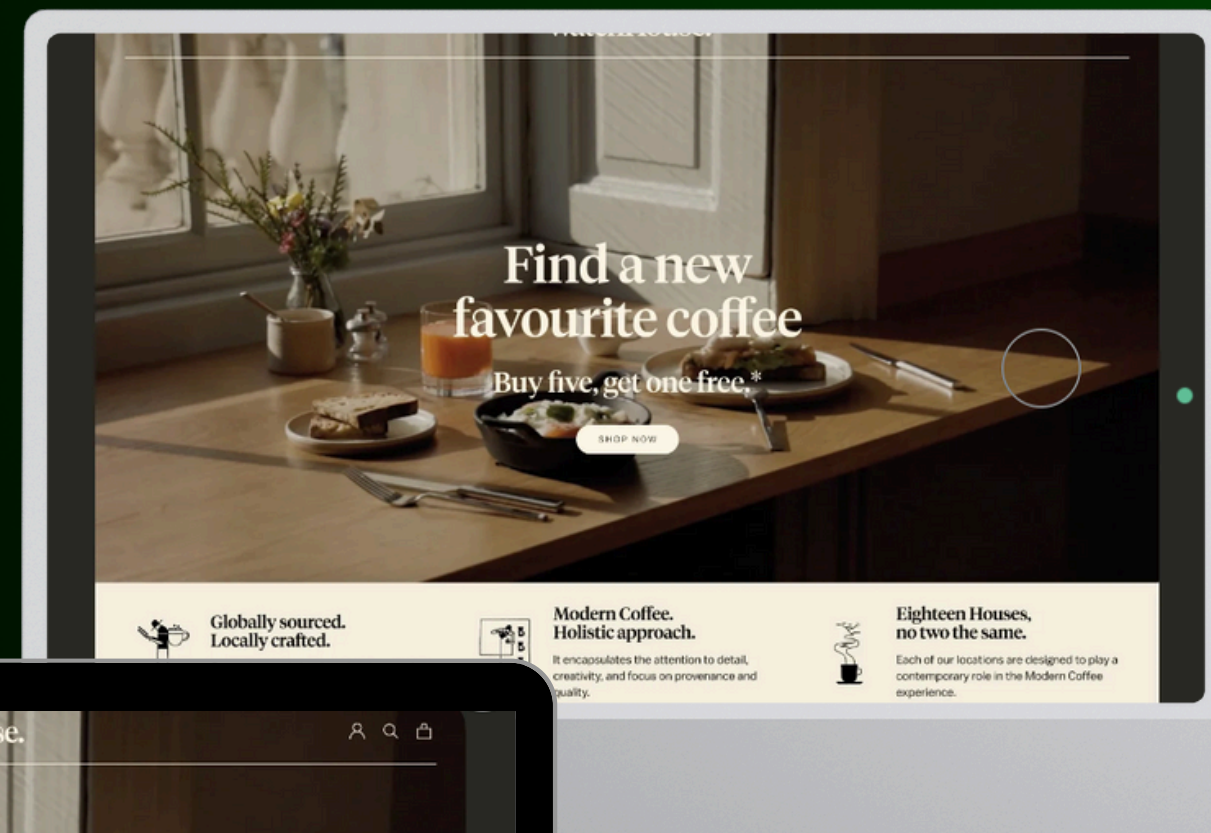 WatchHouse.
Find a new
favourite coffee
Buy five, get one free.*
SHOP NOW
Globally sourced.
Locally crafted.
Modern Coffee.
Holistic approach.
It encapsulates the attention to detail,
creativity, and focus on provenance and
quality.
Eighteen Houses,
no two the same.
Each of our locations are designed to play a
contemporary role in the Modern Coffee
experience.
se.